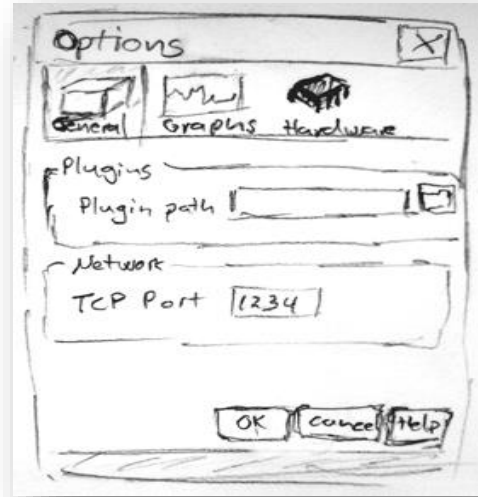 Options X
General Graphs Hardware
Plugins
Plugin path
Network
TCP Port 1234
OK Cancel Help